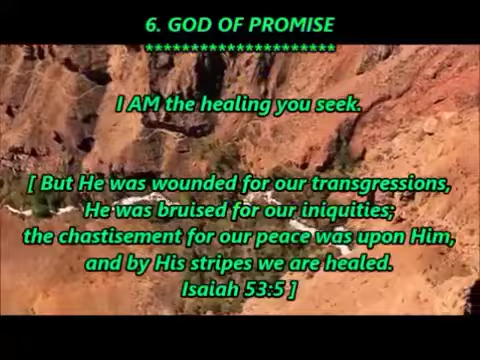 6. GOD OF PROMISE
*********************
I AM the healing you seek.
[ But He was wounded for our transgressions,
He was bruised for our iniquities;
the chastisement for our peace was upon Him,
and by His stripes we are healed.
Isaiah 53:5 ]